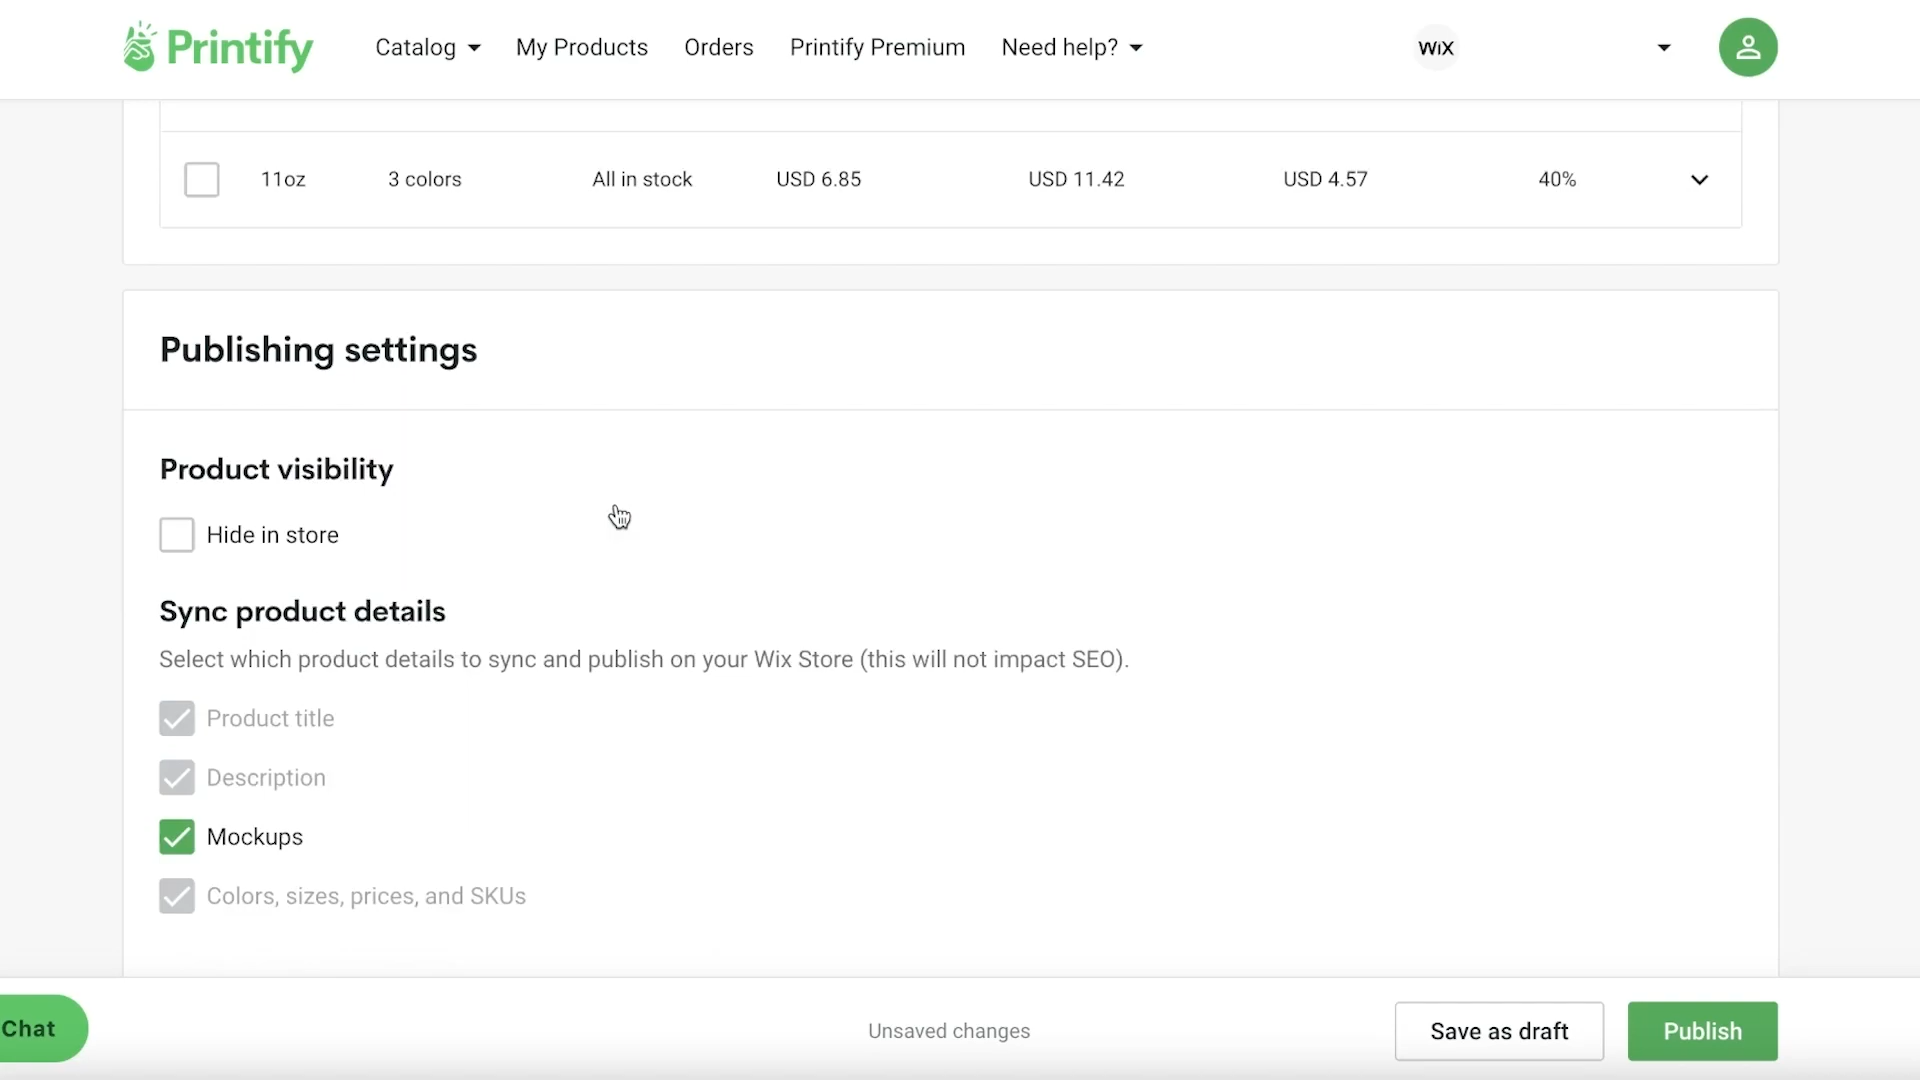 Printify Catalog My Products Orders Printify Premium Need help? WiX
11oz 3 colors All in stock USD 6.85 USD 11.42 USD 4.57 40%
Publishing settings
Product visibility
Hide in store
Sync product details
Select which product details to sync and publish on your Wix Store (this will not impact SEO).
Product title
Description
Mockups
Colors, sizes, prices, and SKUs
Chat Unsaved changes Save as draft Publish